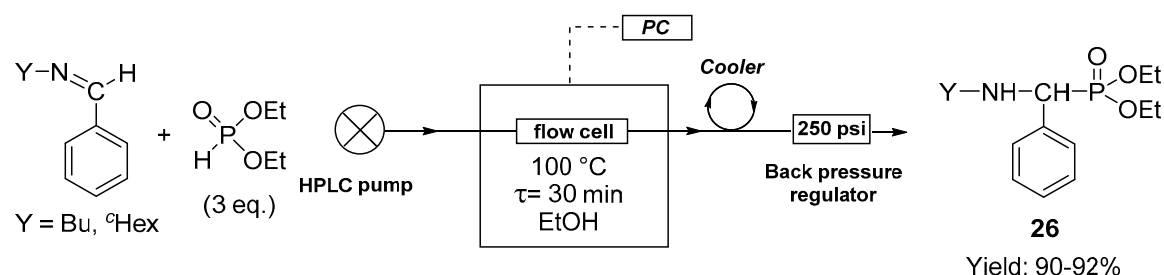 Y–N
C
H
+
O
P
H
OEt
OEt
(3 eq.)
Y = Bu, ᶜHex
HPLC pump
PC
flow cell
100 °C
τ= 30 min
EtOH
Cooler
250 psi
Back pressure
regulator
Y–NH–CH–P
O
OEt
OEt
26
Yield: 90-92%